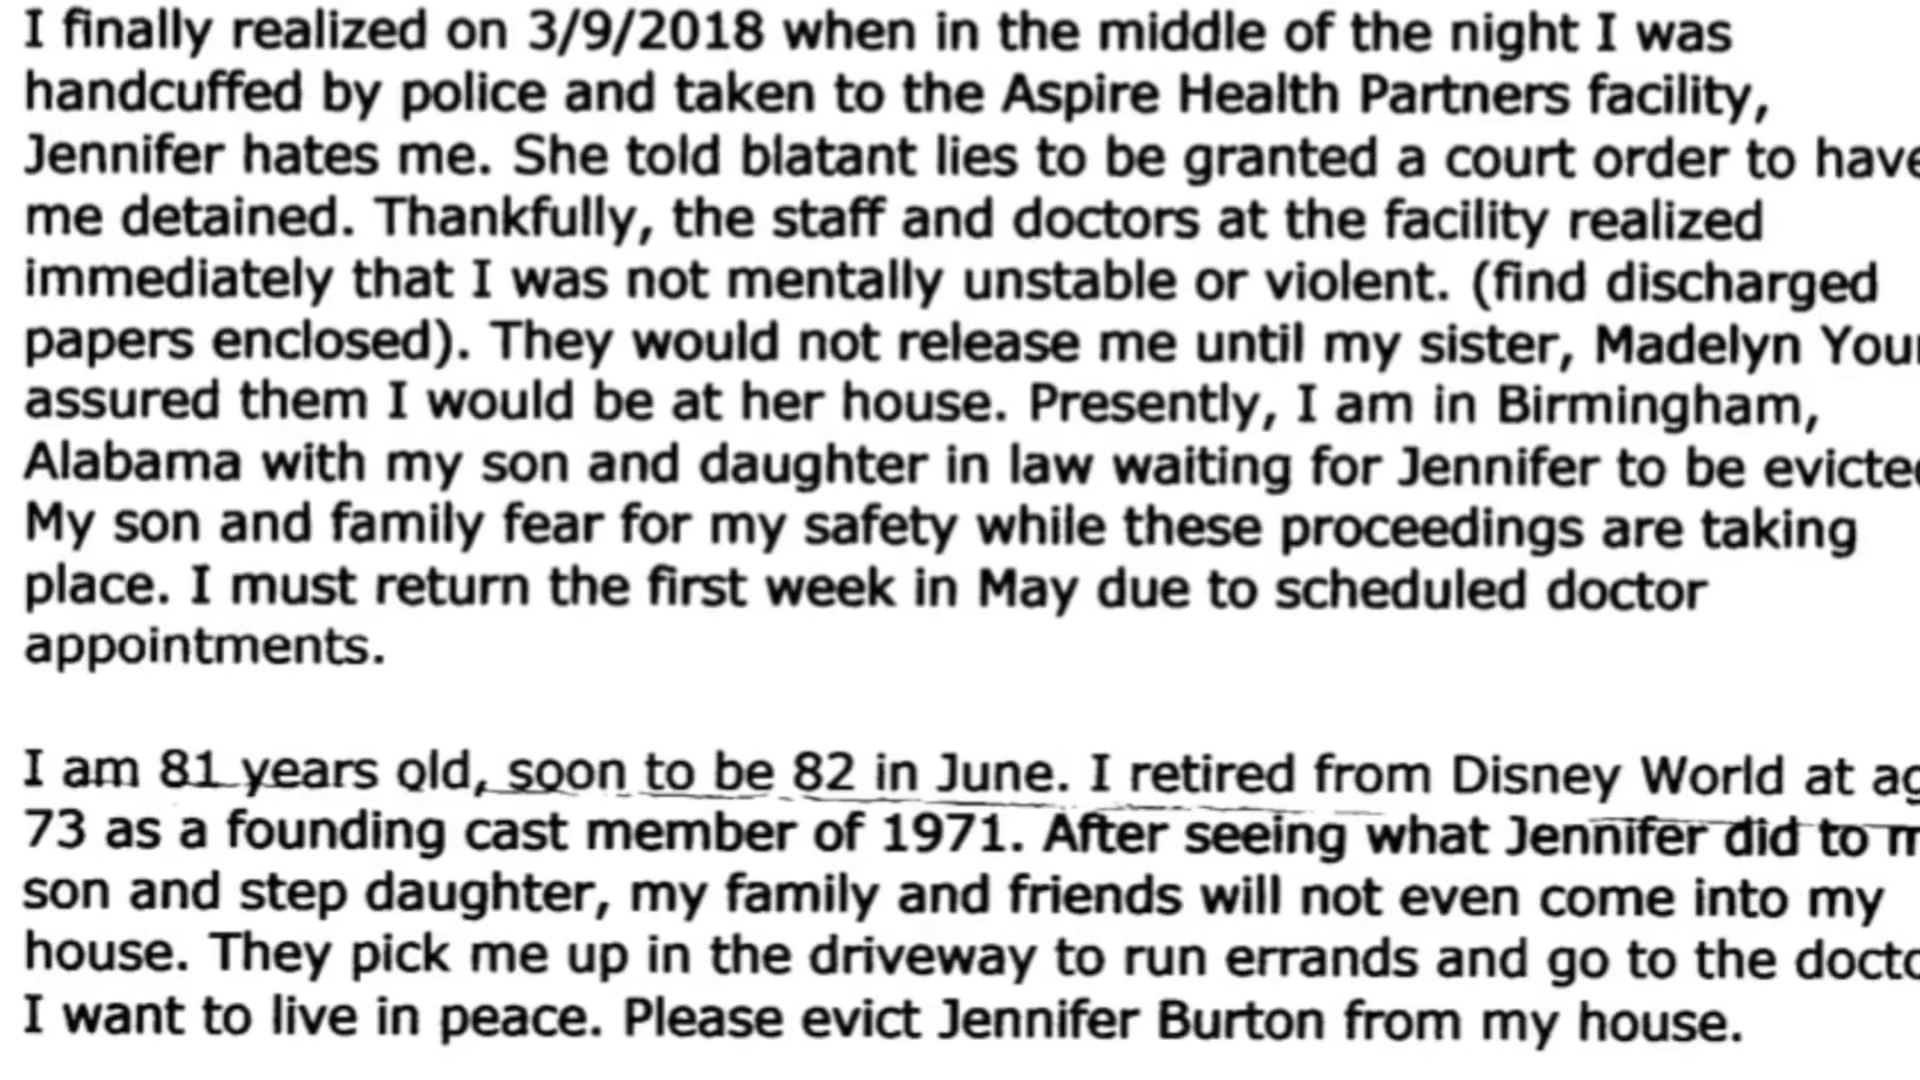 I finally realized on 3/9/2018 when in the middle of the night I was
handcuffed by police and taken to the Aspire Health Partners facility,
Jennifer hates me. She told blatant lies to be granted a court order to have
me detained. Thankfully, the staff and doctors at the facility realized
immediately that I was not mentally unstable or violent. (find discharged
papers enclosed). They would not release me until my sister, Madelyn
assured them I would be at her house. Presently, I am in Birmingham,
Alabama with my son and daughter in law waiting for Jennifer to be
My son and family fear for my safety while these proceedings are taking
place. I must return the first week in May due to scheduled doctor
appointments.
I am 81 years old, soon to be 82 in June. I retired from Disney World at
73 as a founding cast member of 1971. After seeing what Jennifer did to
son and step daughter, my family and friends will not even come into my
house. They pick me up in the driveway to run errands and go to the
I want to live in peace. Please evict Jennifer Burton from my house.